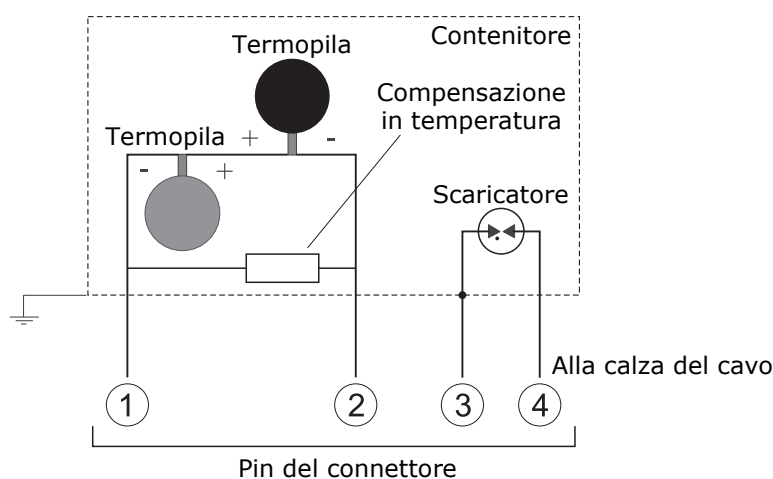 Contenitore
Termopila
Compensazione
in temperatura
Termopila
+
-
-
+
Scaricatore
Alla calza del cavo
1
2
3
4
Pin del connettore